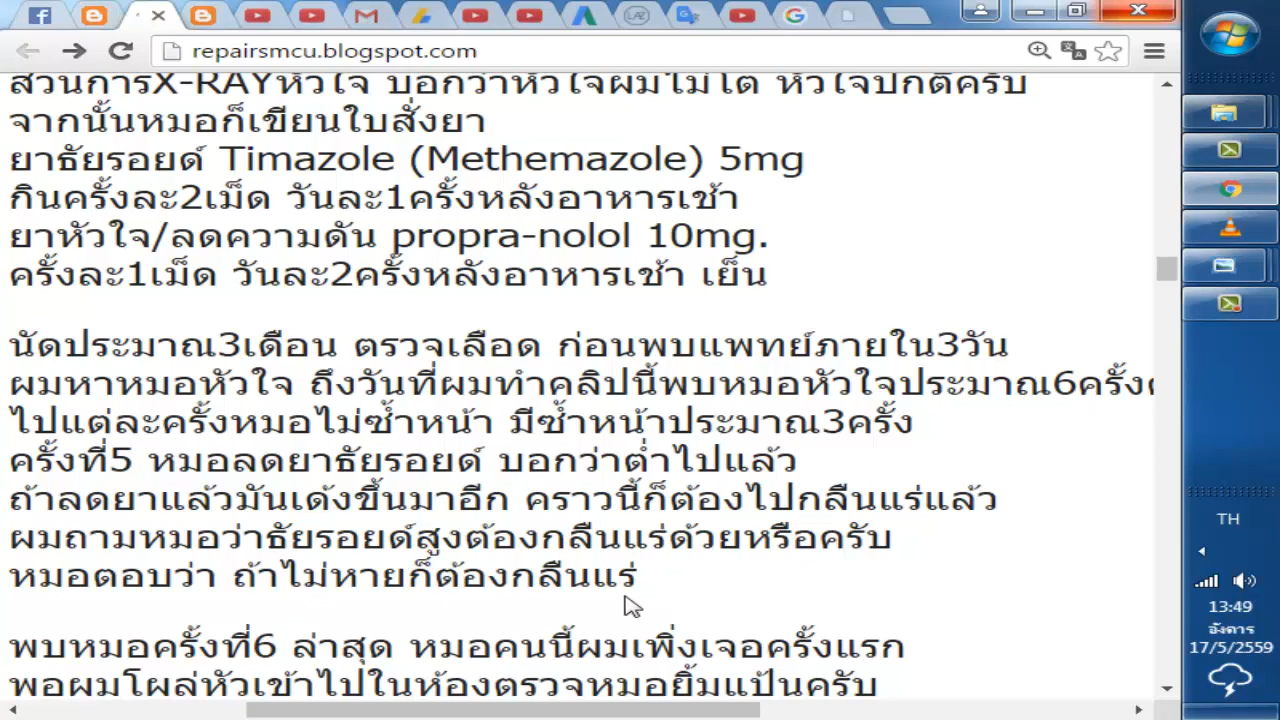 repairsmcu.blogspot.com
ส่วนการX-RAYหัวใจ บอกว่าหัวใจผมไม่โต หัวใจปกติครับ
จากนั้นหมอก็เขียนใบสั่งยา
ยาธัยรอยด์ Timazole (Methemazole) 5mg
กินครั้งละ2เม็ด วันละ1ครั้งหลังอาหารเช้า
ยาหัวใจ/ลดความดัน propra-nolol 10mg.
ครั้งละ1เม็ด วันละ2ครั้งหลังอาหารเช้า เย็น
นัดประมาณ3เดือน ตรวจเลือด ก่อนพบแพทย์ภายใน3วัน
ผมหาหมอหัวใจ ถึงวันที่ผมทำคลิปนี้พบหมอหัวใจประมาณ6ครั้ง
ไปแต่ละครั้งหมอไม่ซ้ำหน้า มีซ้ำหน้าประมาณ3ครั้ง
ครั้งที่5 หมอลดยาธัยรอยด์ บอกว่าต่ำไปแล้ว
ถ้าลดยาแล้วมันเด้งขึ้นมาอีก คราวนี้ก็ต้องไปกลืนแร่แล้ว
ผมถามหมอว่าธัยรอยด์สูงต้องกลืนแร่ด้วยหรือครับ
หมอตอบว่า ถ้าไม่หายก็ต้องกลืนแร่
พบหมอครั้งที่6 ล่าสุด หมอคนนี้ผมเพิ่งเจอครั้งแรก
พอผมโผล่หัวเข้าไปในห้องตรวจหมอยิ้มแป้นครับ
TH
13:49
อังคาร
17/5/2559